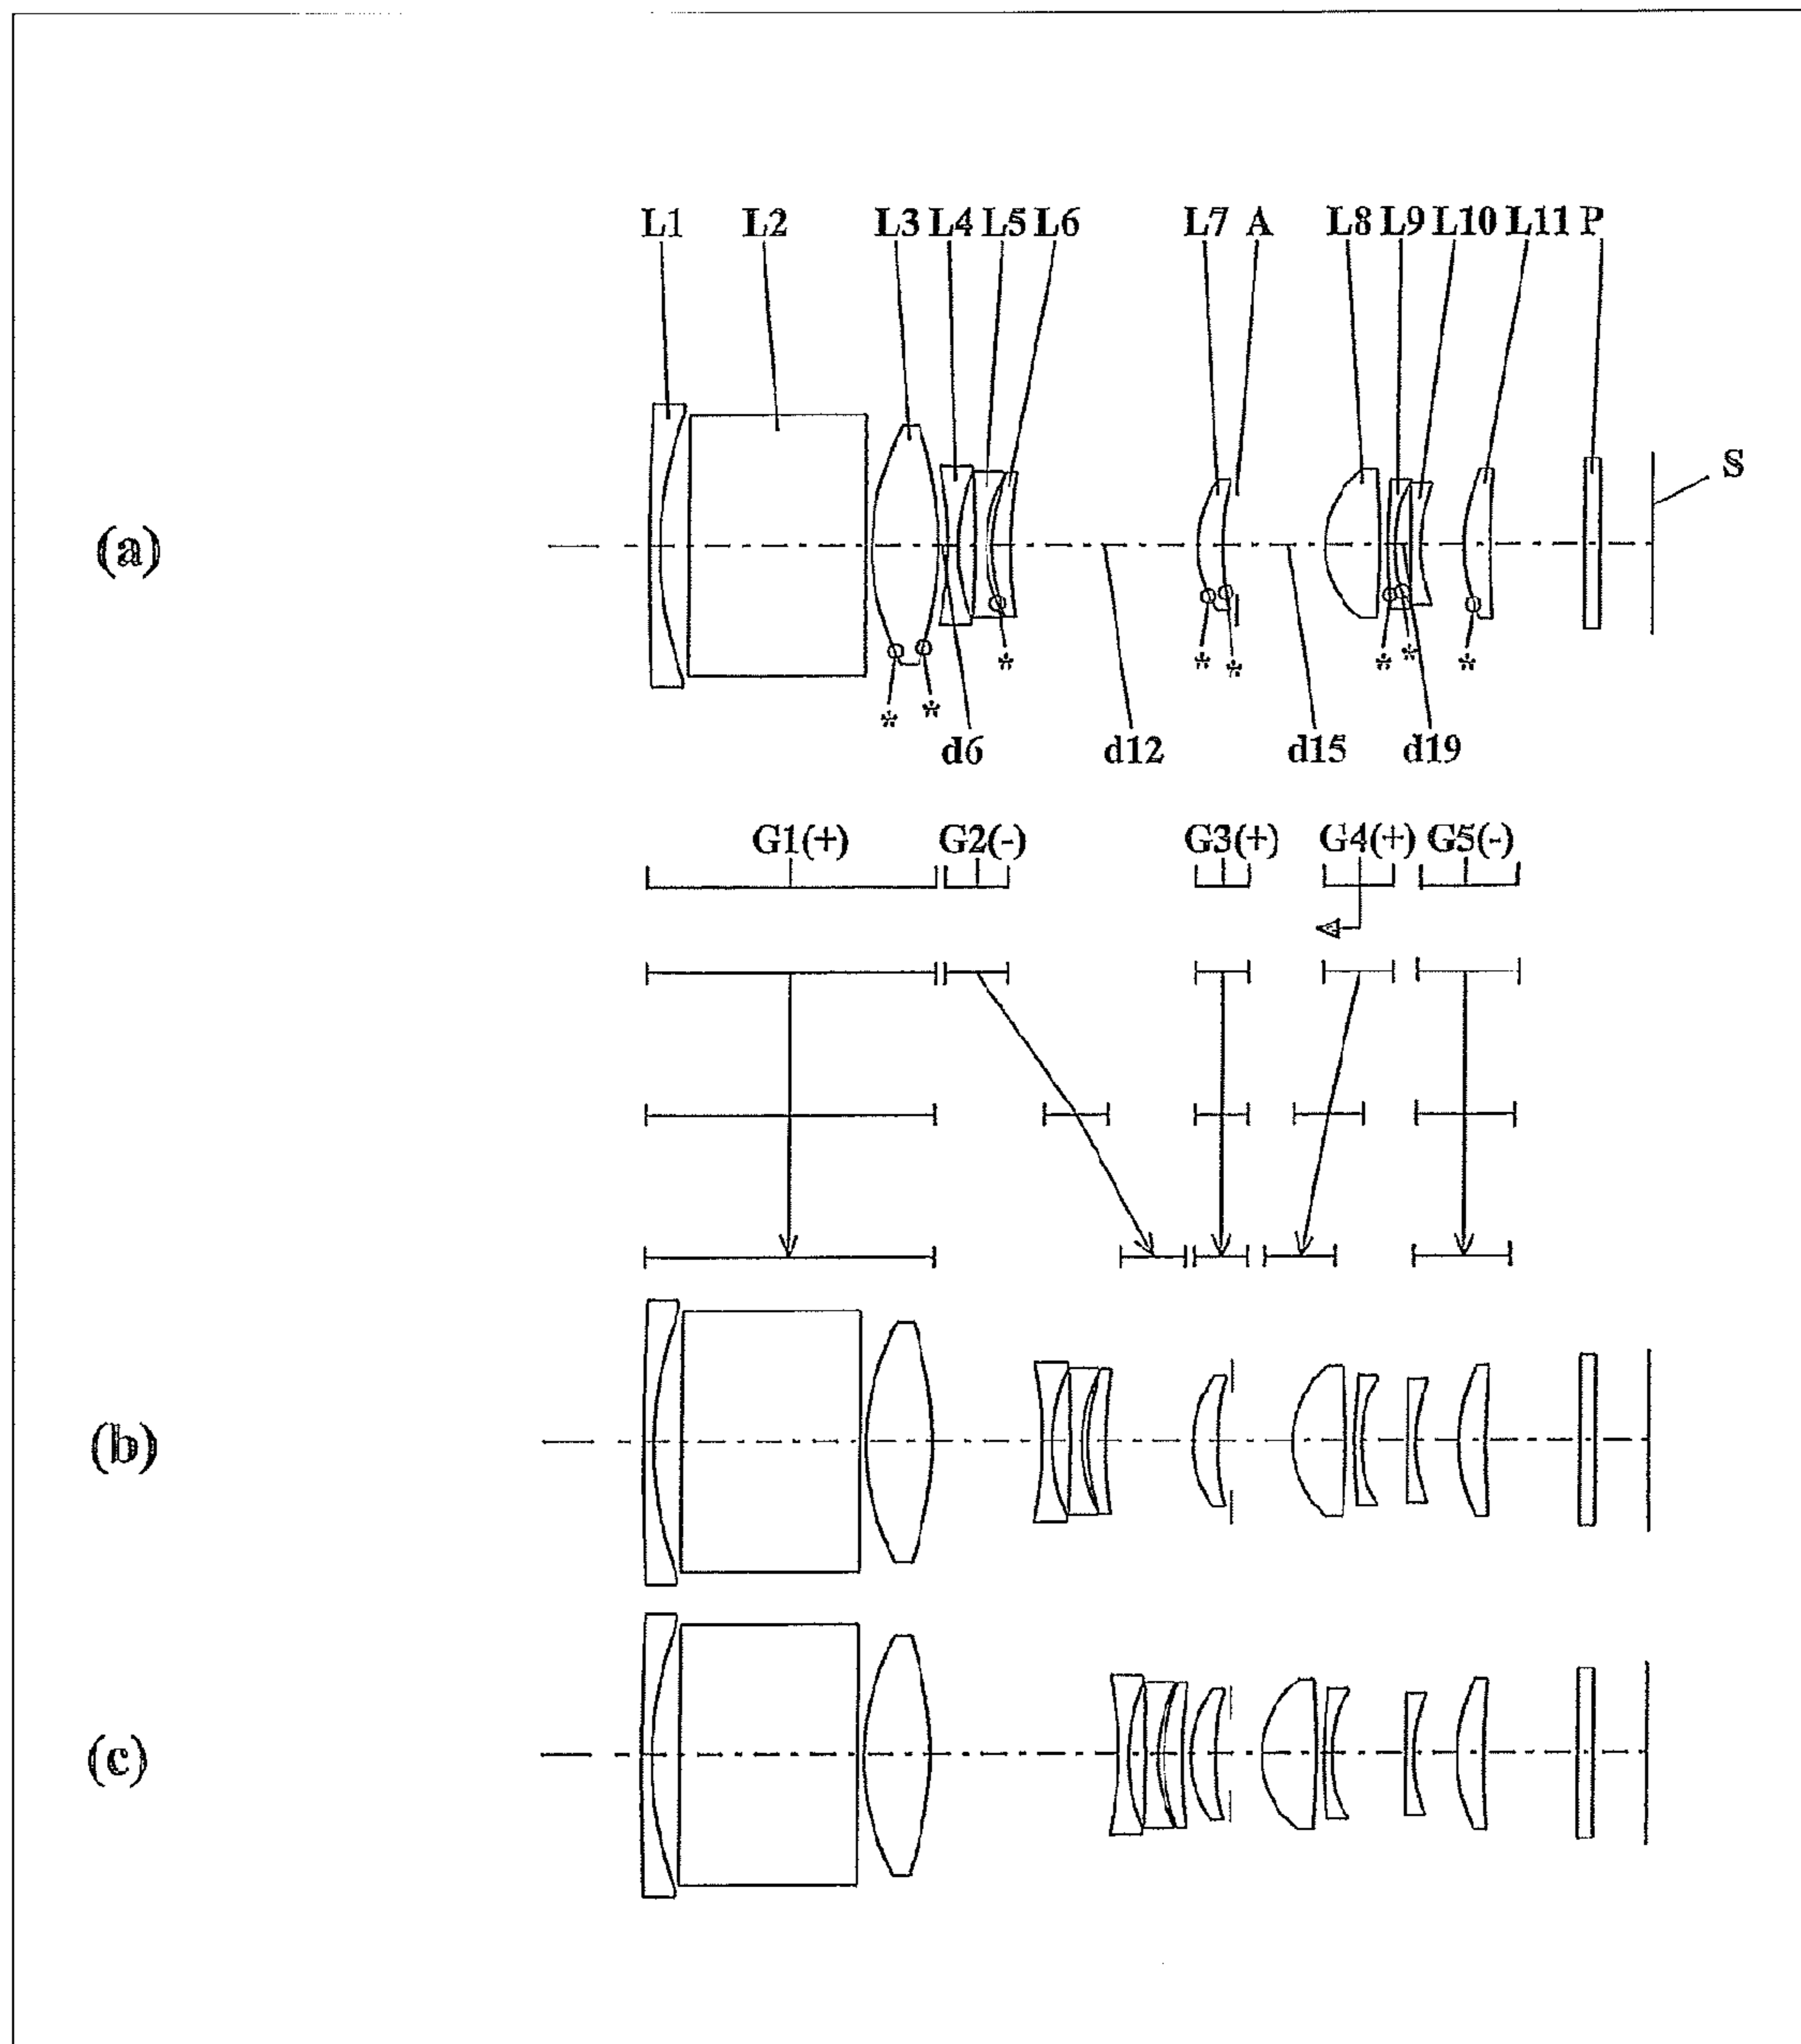 L1 L2 L3 L4 L5 L6 L7 A L8 L9 L10 L11 P
S
(a)
* * * * * * * *
d6 d12 d15 d19
G1(+) G2(-) G3(+) G4(+) G5(-)
(b)
(c)